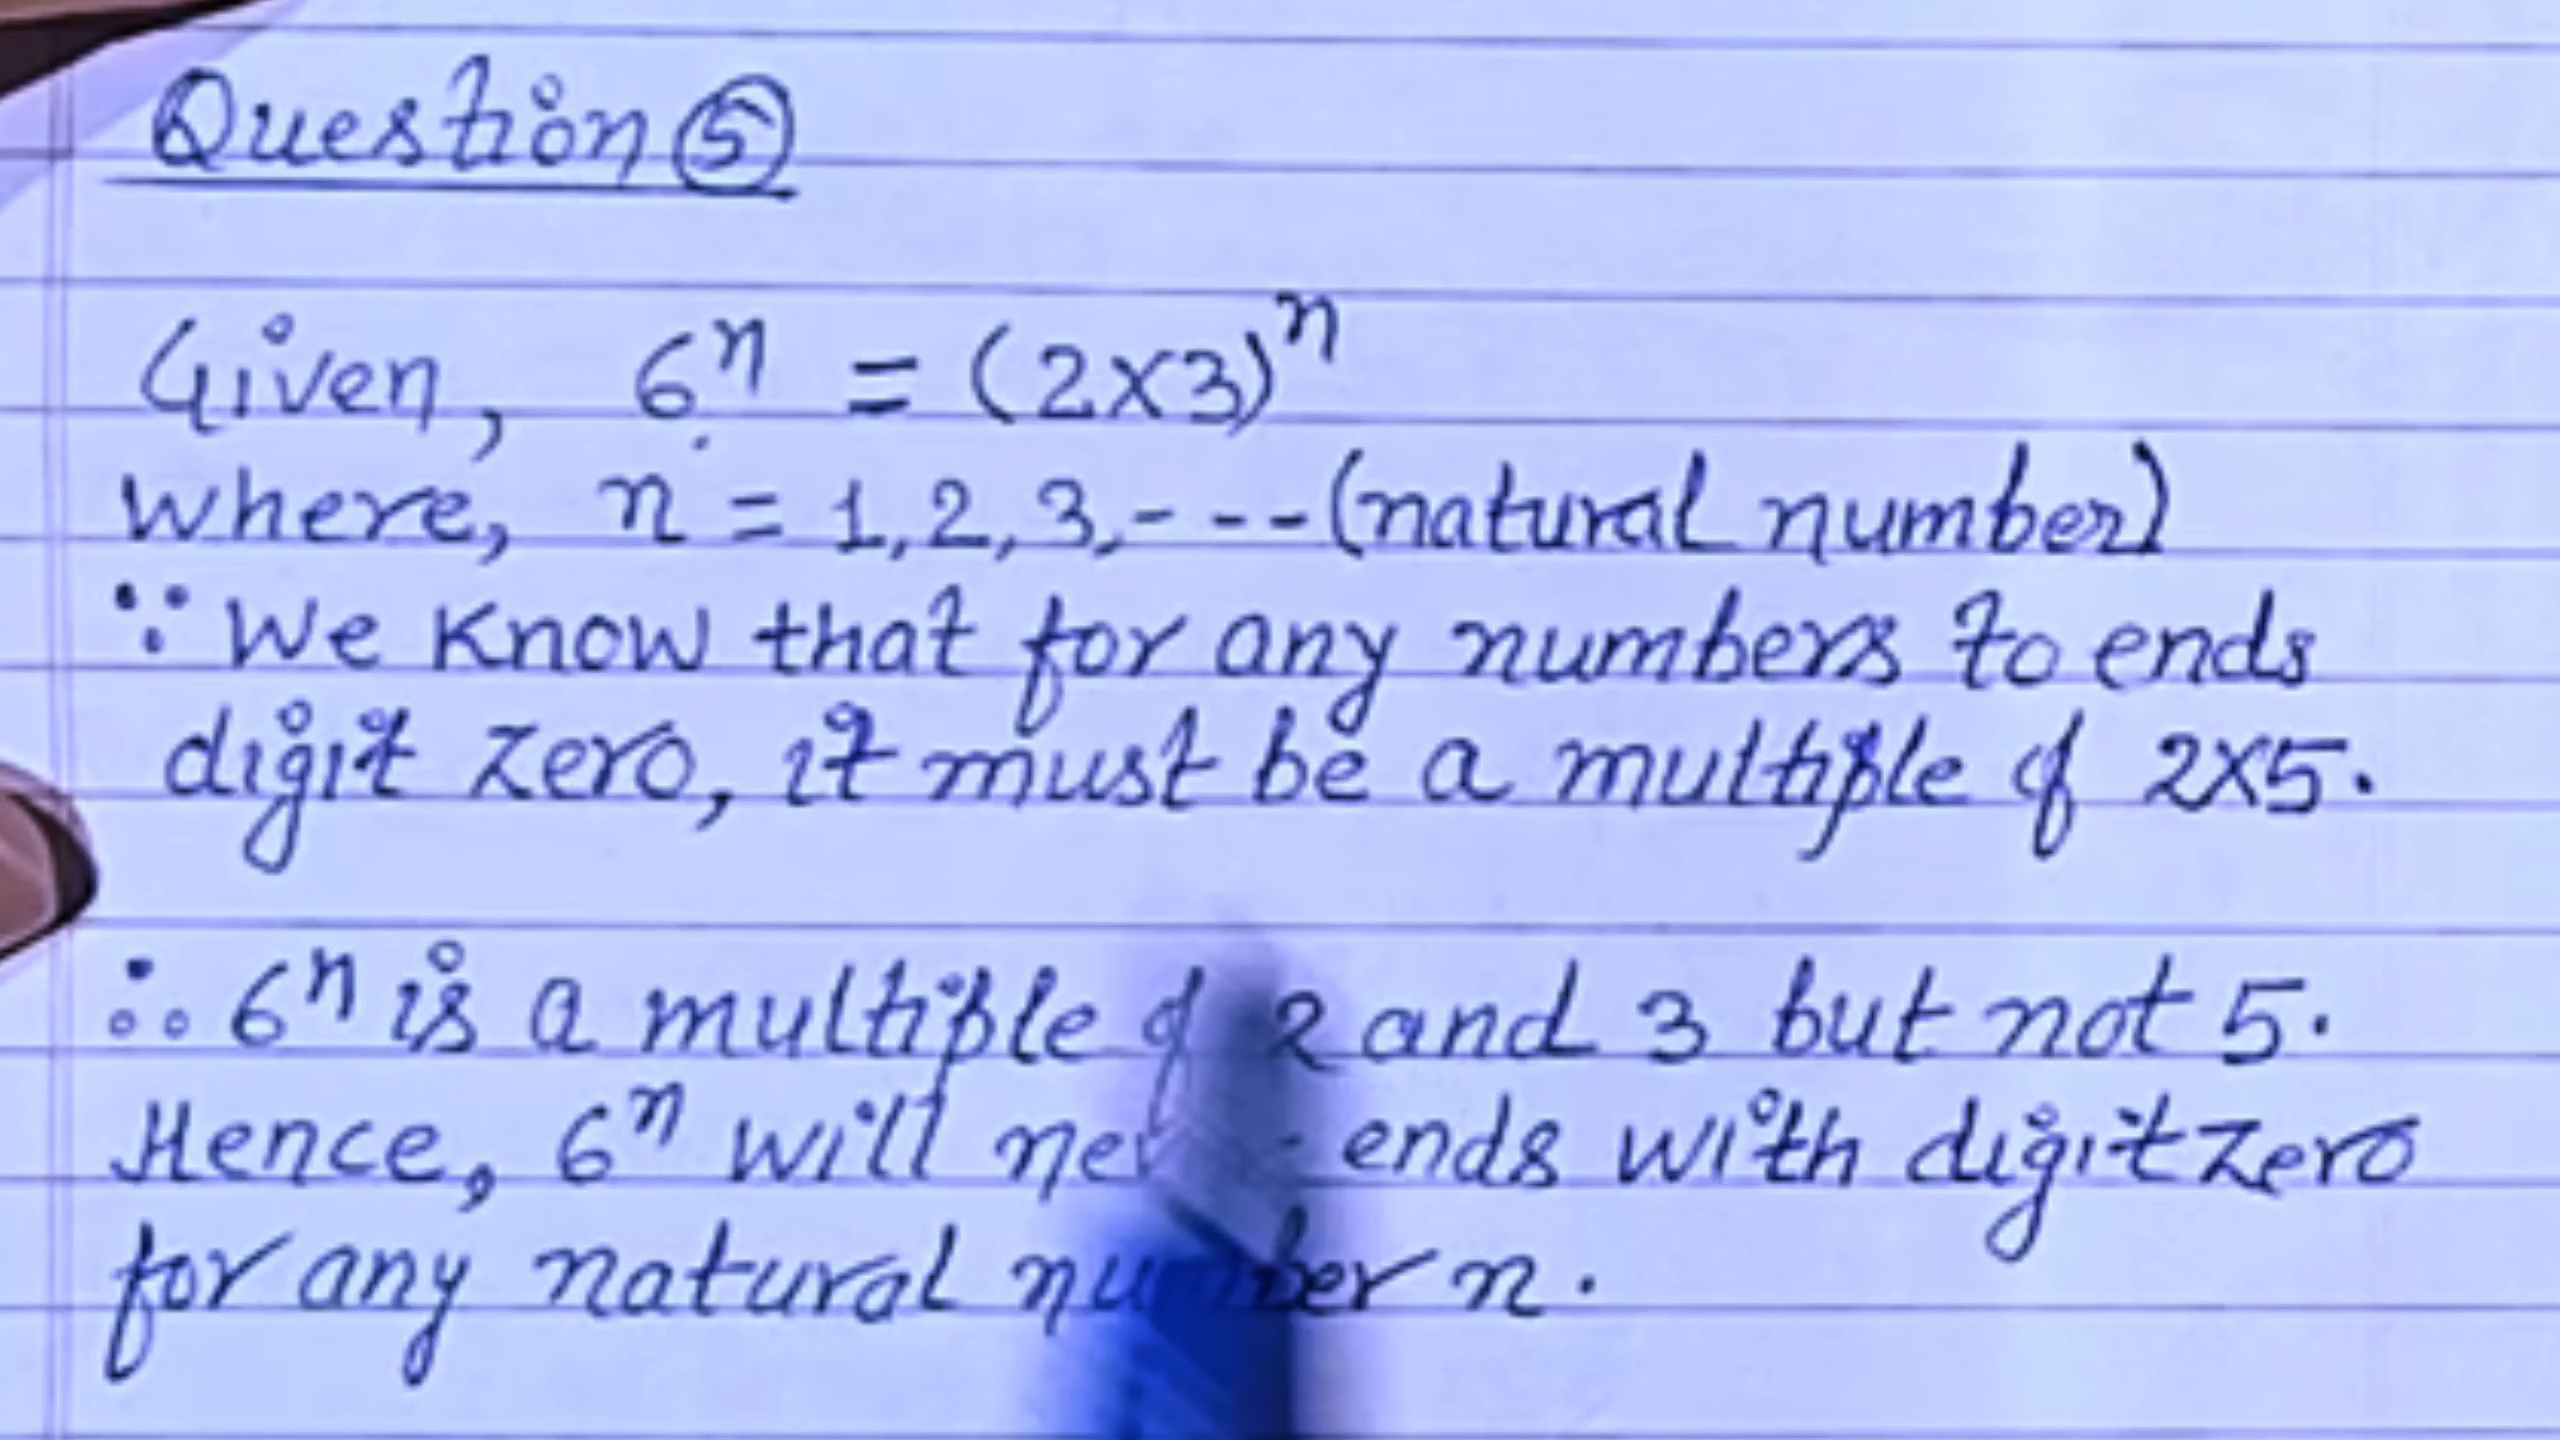 Question ⑤
Given, 6ⁿ = (2×3)ⁿ
where, n = 1,2,3,---(natural number)
∵ We know that for any numbers to ends
digit zero, it must be a multiple of 2×5.
∴ 6ⁿ is a multiple of 2 and 3 but not 5.
Hence, 6ⁿ will ends with digit zero
for any natural number n.